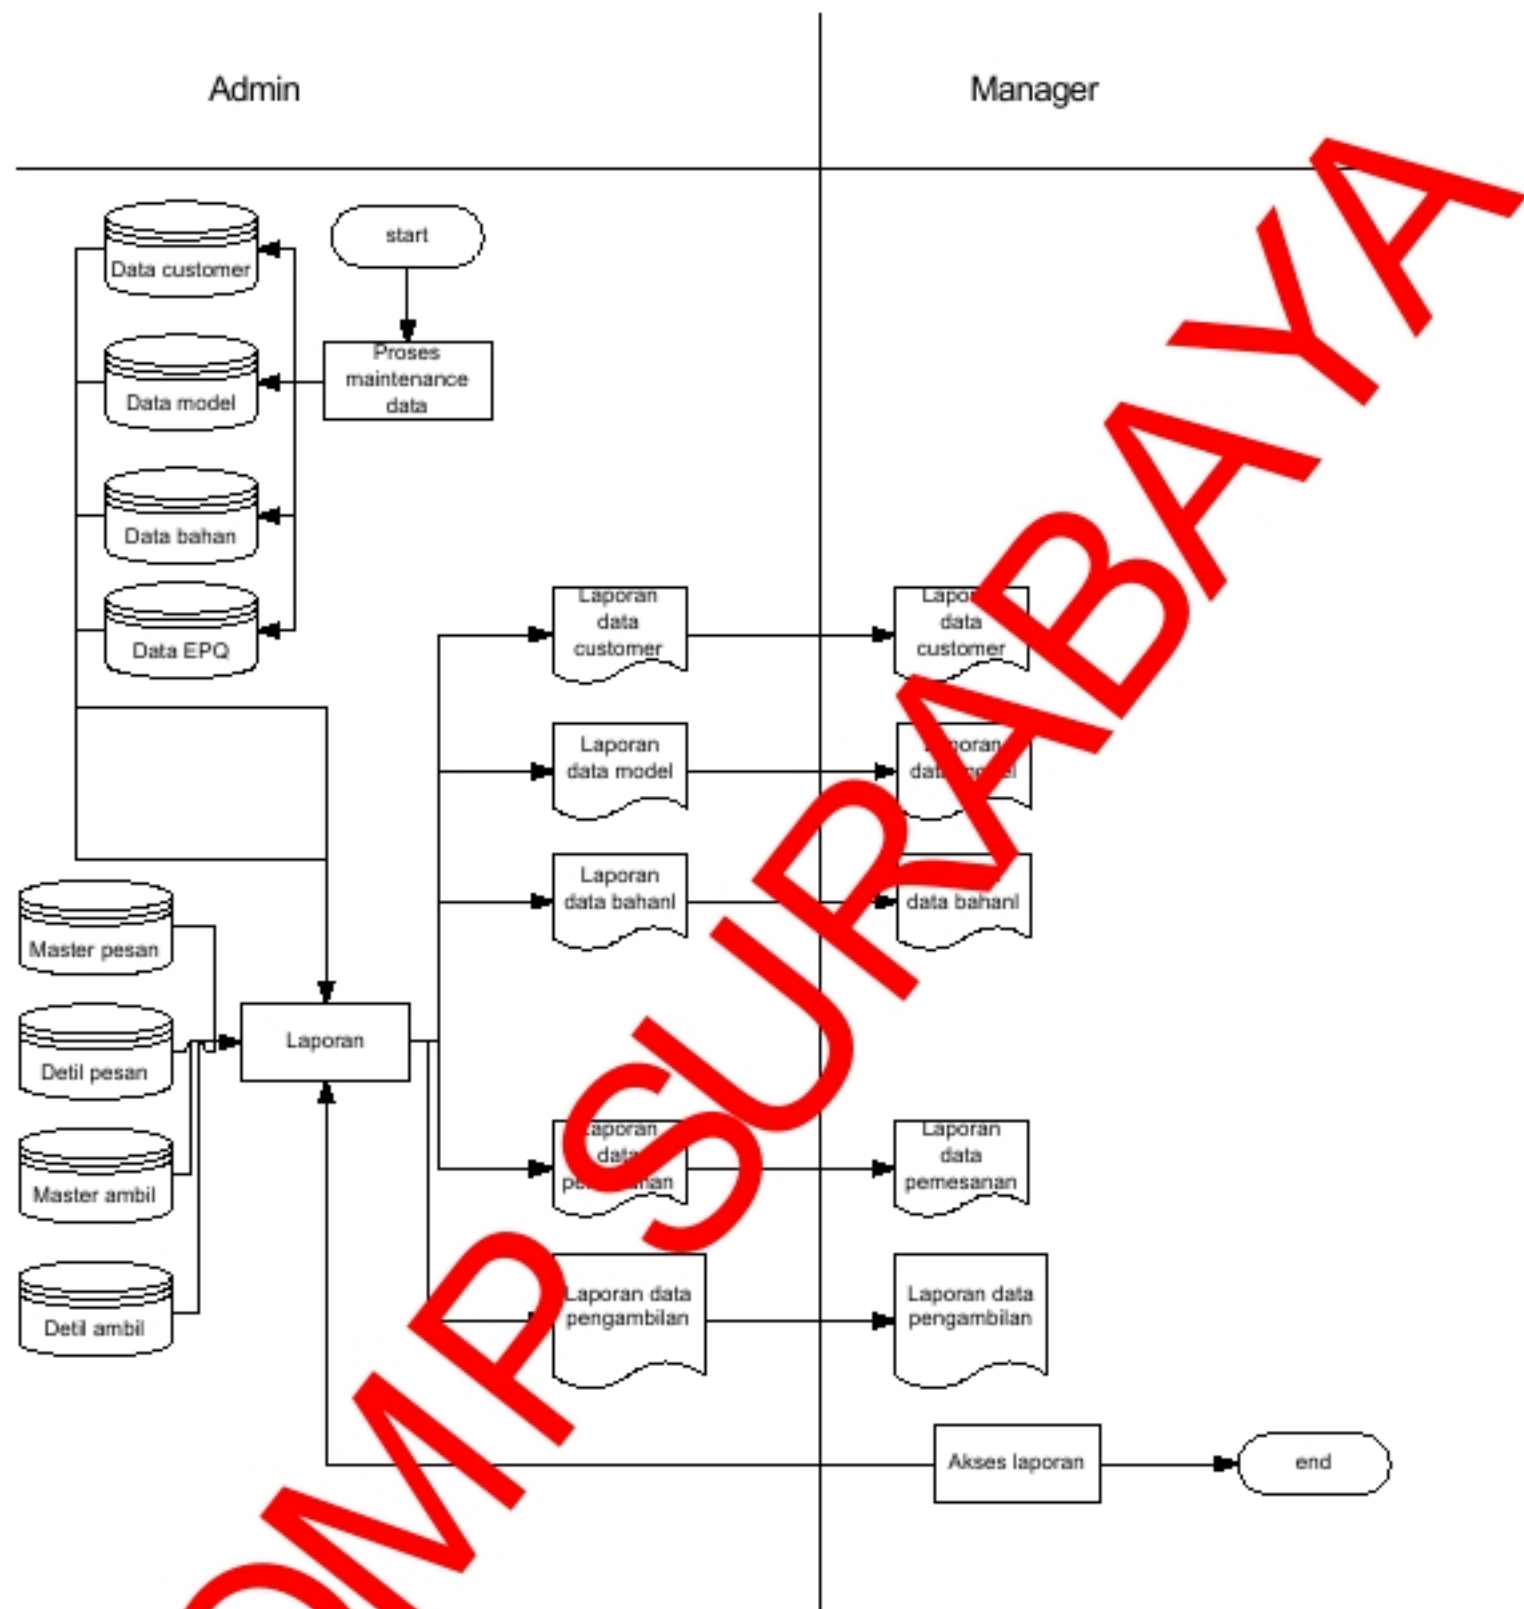 Admin
Manager
start
Data customer
Proses
maintenance
data
Data model
Data bahan
Data EPQ
Laporan
data
customer
data
customer
Laporan
data model
Laporan
data bahanl
data bahanl
Master pesan
Detil pesan
Laporan
Master ambil
Detil ambil
data
Laporan
data
pemesanan
Laporan data
pengambilan
Laporan data
pengambilan
Akses laporan
end
SURABAYA